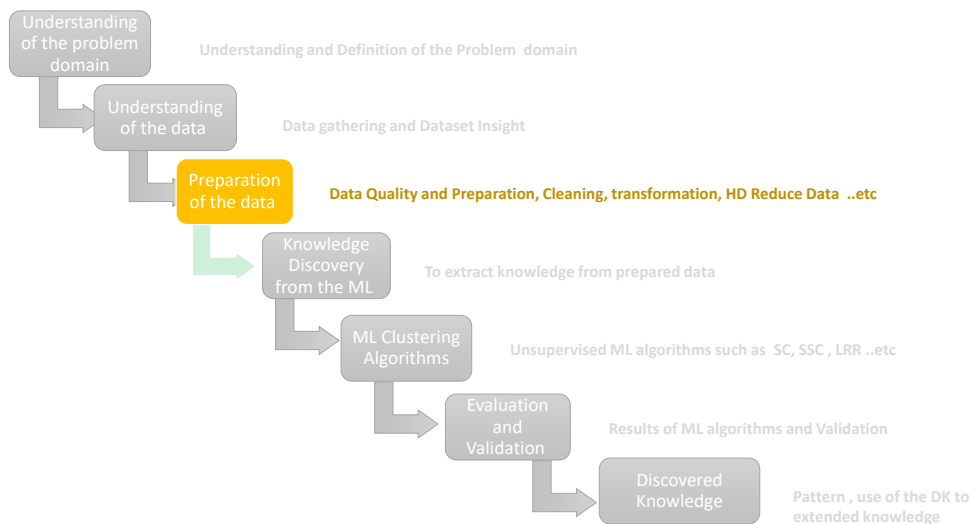 Understanding
of the problem
domain
Understanding and Definition of the Problem domain
Understanding
of the data
Data gathering and Dataset Insight
Preparation
of the data
Data Quality and Preparation, Cleaning, transformation, HD Reduce Data ..etc
Knowledge
Discovery
from the ML
To extract knowledge from prepared data
ML Clustering
Algorithms
Unsupervised ML algorithms such as SC, SSC , LRR ..etc
Evaluation
and
Validation
Results of ML algorithms and Validation
Discovered
Knowledge
Pattern , use of the DK to
extended knowledge